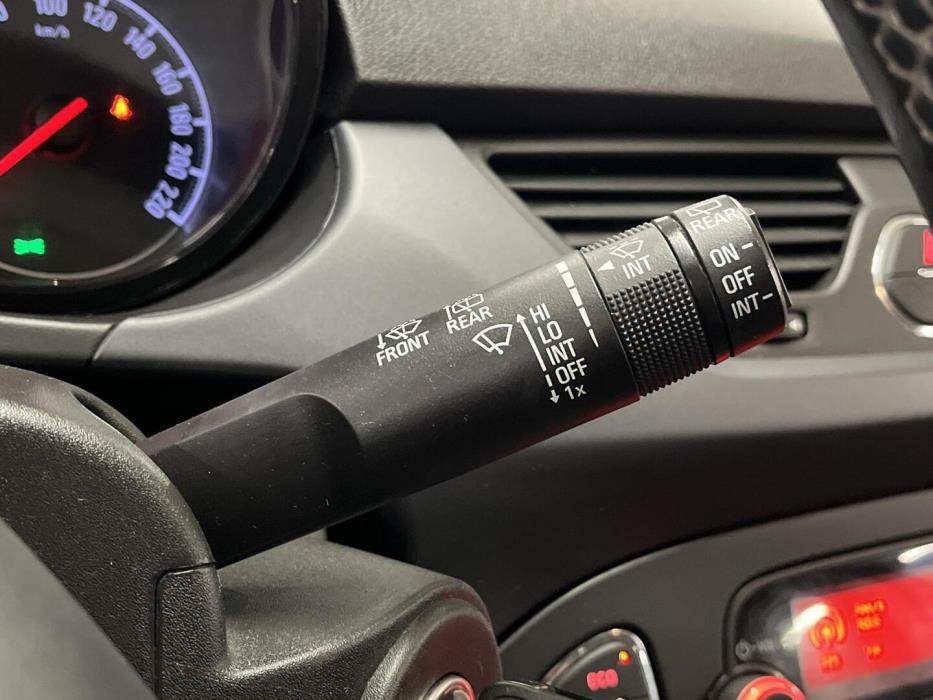 100
120
km/h
140
160
180
200
220
FRONT
REAR
HI
LO
INT
OFF
1x
INT
REAR
ON
OFF
INT
ECO